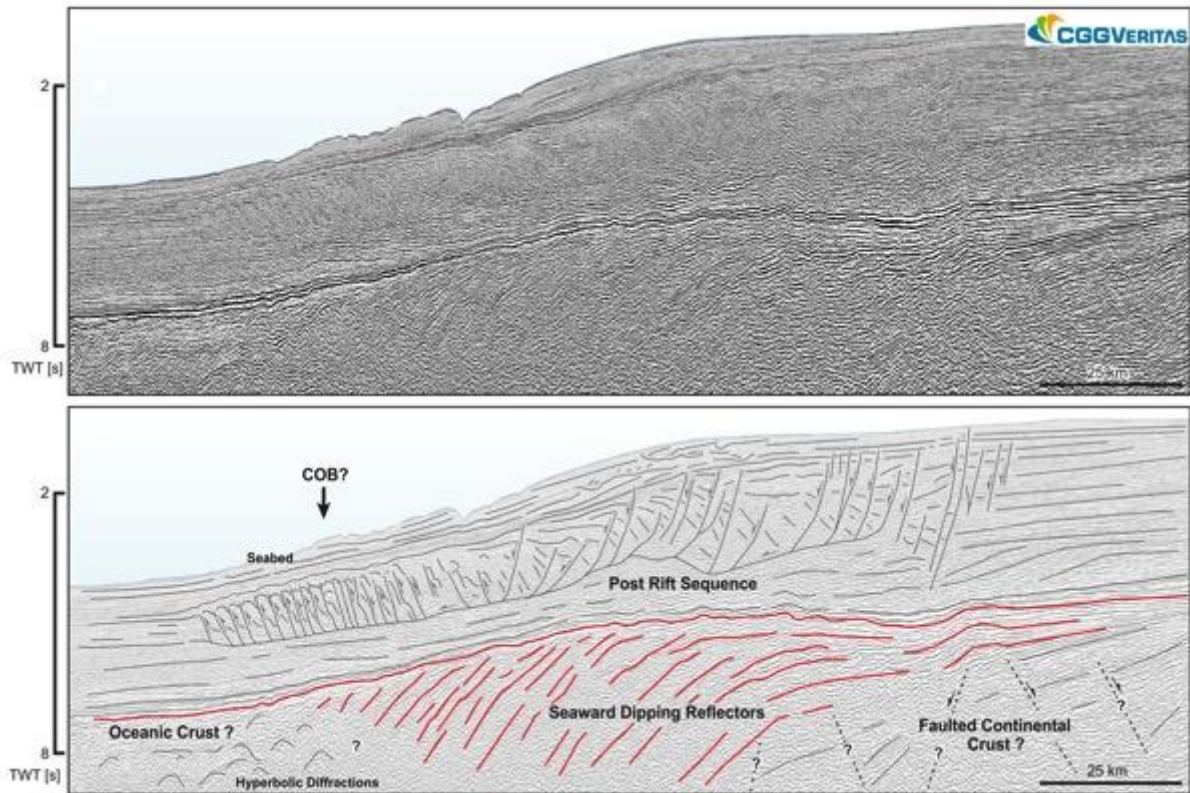 CGGVERITAS
2
8
TWT [s]
25 km
COB?
2
Seabed
Post Rift Sequence
Oceanic Crust ?
Seaward Dipping Reflectors
Faulted Continental
Crust ?
?
?
?
?
?
8
TWT [s]
Hyperbolic Diffractions
25 km